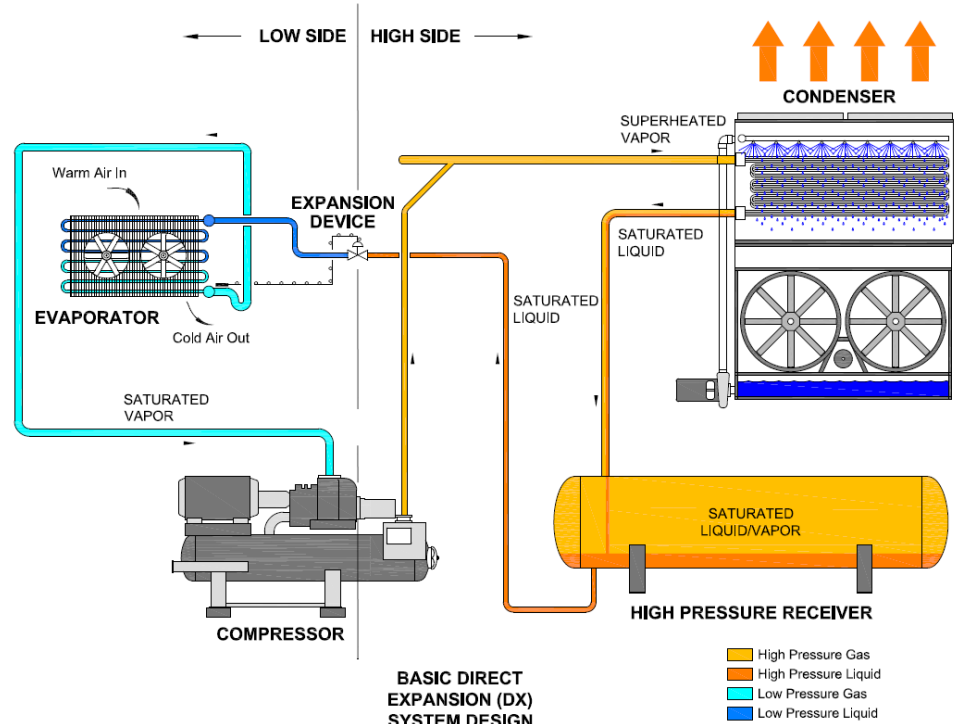 LOW SIDE
HIGH SIDE
CONDENSER
SUPERHEATED
VAPOR
Warm Air In
EXPANSION
DEVICE
SATURATED
LIQUID
SATURATED
LIQUID
EVAPORATOR
Cold Air Out
SATURATED
VAPOR
SATURATED
LIQUID/VAPOR
HIGH PRESSURE RECEIVER
COMPRESSOR
BASIC DIRECT
EXPANSION (DX)
SYSTEM DESIGN
High Pressure Gas
High Pressure Liquid
Low Pressure Gas
Low Pressure Liquid